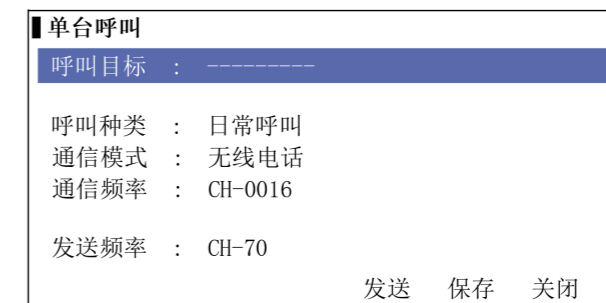 单台呼叫
呼叫目标 : ---------
呼叫种类 : 日常呼叫
通信模式 : 无线电话
通信频率 : CH-0016
发送频率 : CH-70
发送 保存 关闭